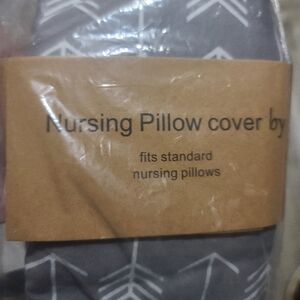 Nursing Pillow cover by
fits standard
nursing pillows